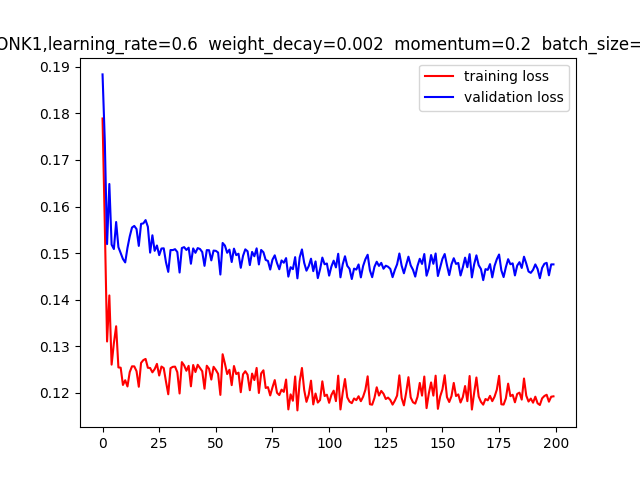 ONK1,learning_rate=0.6  weight_decay=0.002  momentum=0.2  batch_size=
training loss
validation loss
0.19
0.18
0.17
0.16
0.15
0.14
0.13
0.12
0 25 50 75 100 125 150 175 200